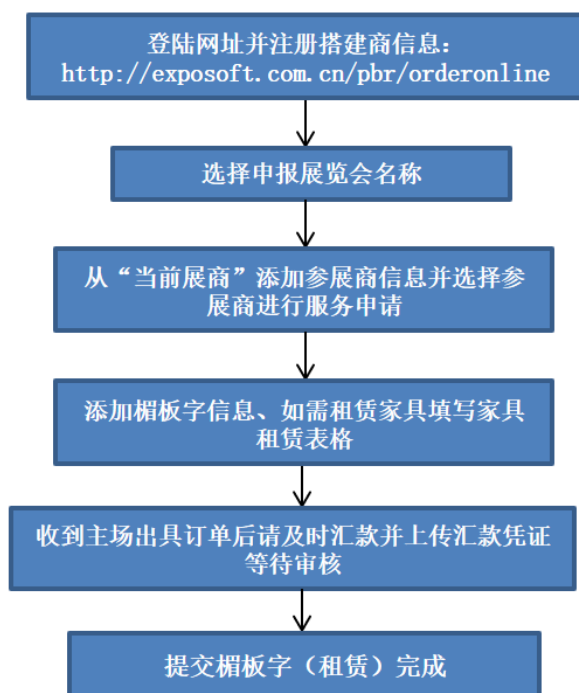 登陆网址并注册搭建商信息：
http://exposoft.com.cn/pbr/orderonline
选择申报展览会名称
从“当前展商”添加参展商信息并选择参
展商进行服务申请
添加楣板字信息、如需租赁家具填写家具
租赁表格
收到主场出具订单后请及时汇款并上传汇款凭证
等待审核
提交楣板字（租赁）完成